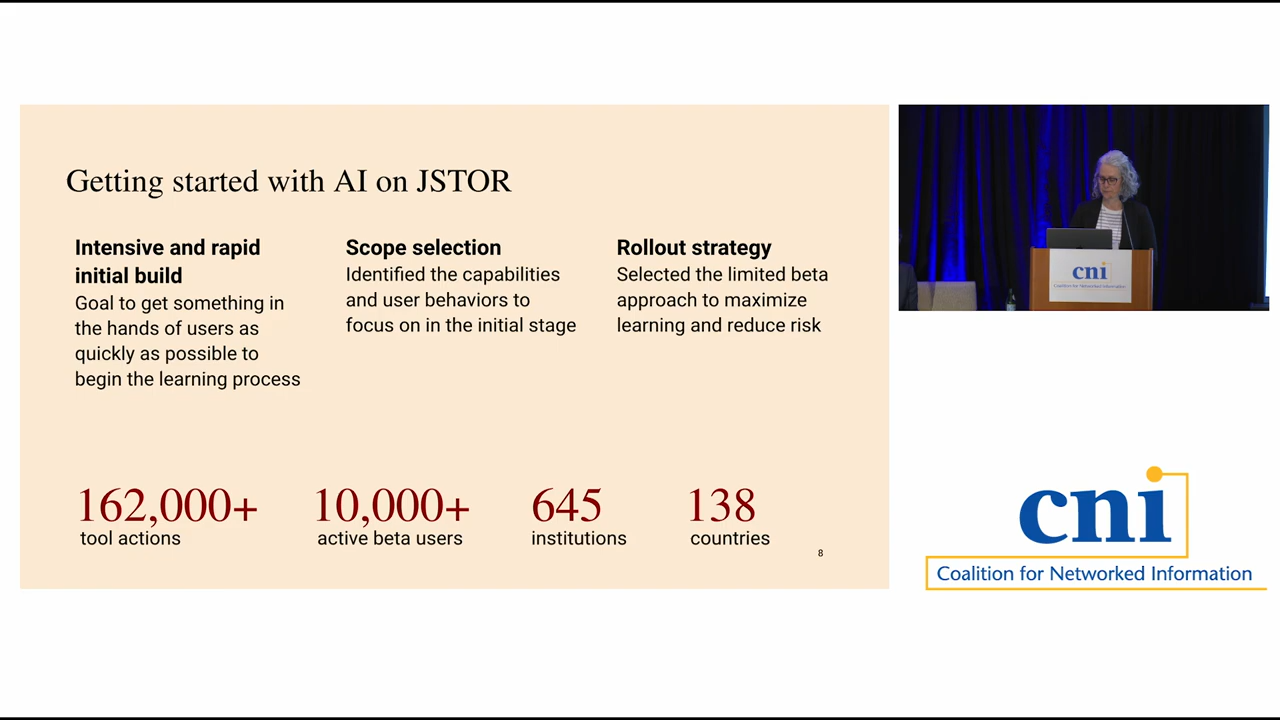 Getting started with AI on JSTOR
Intensive and rapid
initial build
Goal to get something in
the hands of users as
quickly as possible to
begin the learning process
Scope selection
Identified the capabilities
and user behaviors to
focus on in the initial stage
Rollout strategy
Selected the limited beta
approach to maximize
learning and reduce risk
162,000+
tool actions
10,000+
active beta users
645
institutions
138
countries
8
cni
Coalition for Networked Information
cni
Coalition for Networked Information